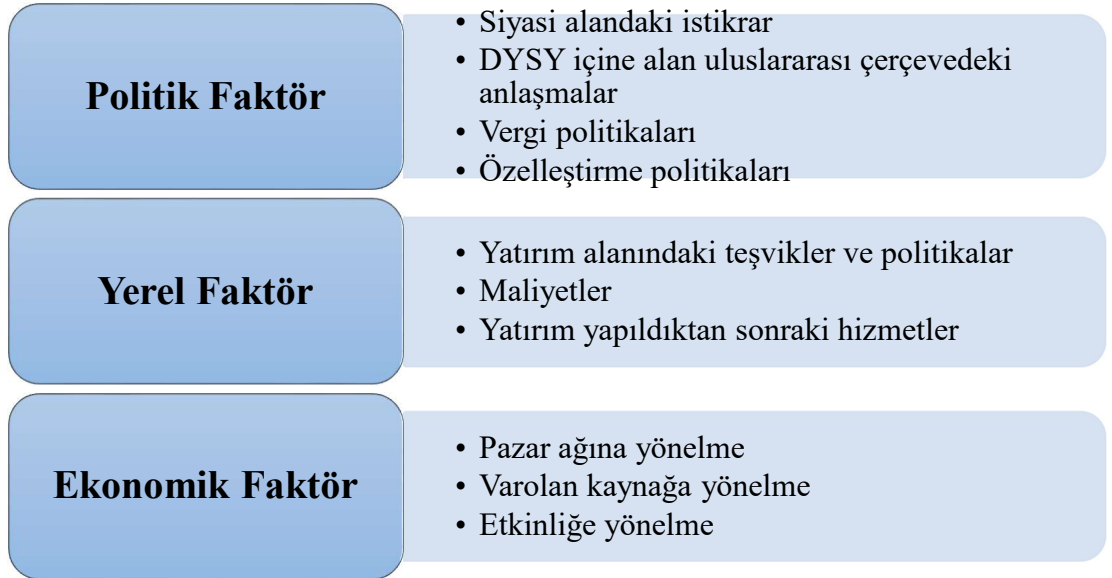 Politik Faktör
• Siyasi alandaki istikrar
• DYSY içine alan uluslararası çerçevedeki
anlaşmalar
• Vergi politikaları
• Özelleştirme politikaları
Yerel Faktör
• Yatırım alanındaki teşvikler ve politikalar
• Maliyetler
• Yatırım yapıldıktan sonraki hizmetler
Ekonomik Faktör
• Pazar ağına yönelme
• Varolan kaynağa yönelme
• Etkinliğe yönelme